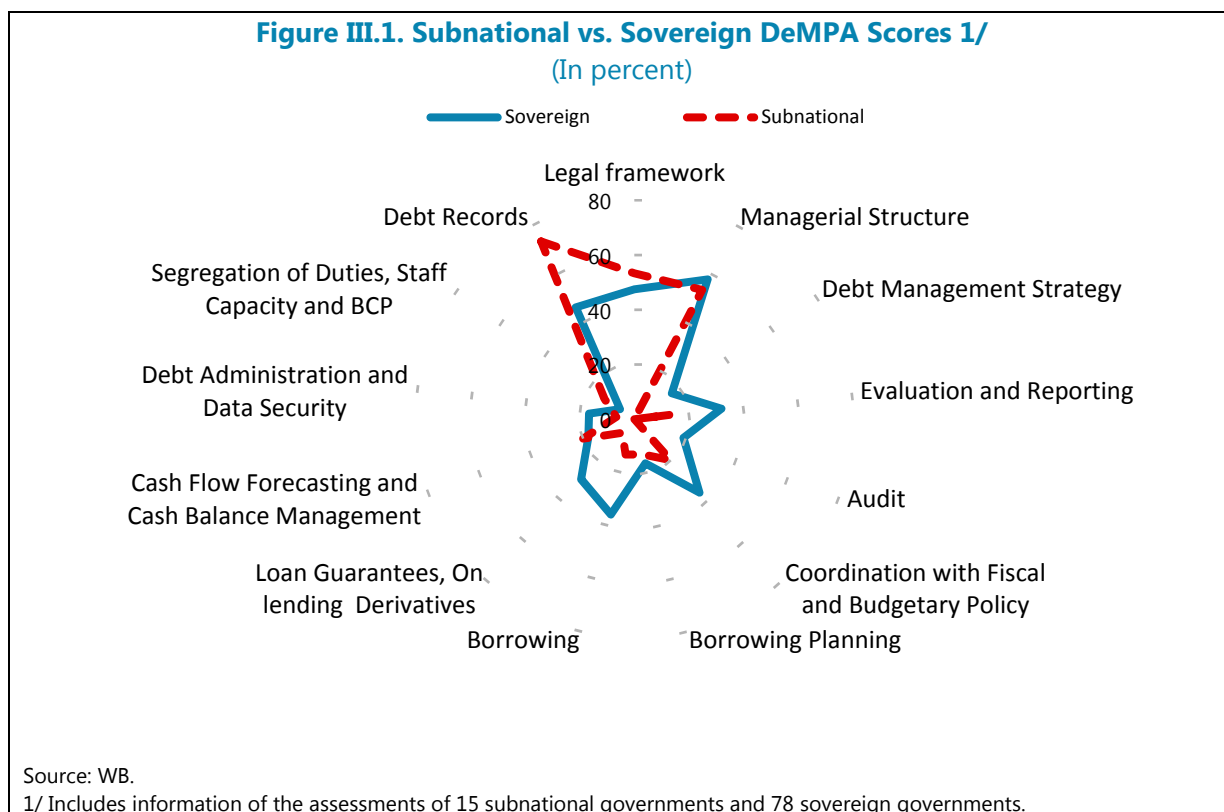 Figure III.1. Subnational vs. Sovereign DeMPA Scores 1/
(In percent)
Sovereign
Subnational
Legal framework
Managerial Structure
Debt Management Strategy
Evaluation and Reporting
Audit
Coordination with Fiscal
and Budgetary Policy
Borrowing Planning
Borrowing
Loan Guarantees, On
lending Derivatives
Cash Flow Forecasting and
Cash Balance Management
Debt Administration and
Data Security
Segregation of Duties, Staff
Capacity and BCP
Debt Records
80
60
40
20
0
Source: WB.
1/ Includes information of the assessments of 15 subnational governments and 78 sovereign governments.